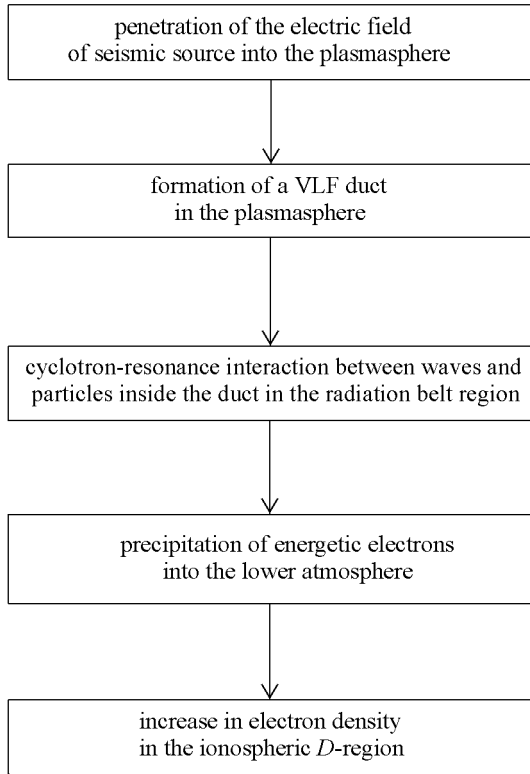 penetration of the electric field
of seismic source into the plasmasphere
formation of a VLF duct
in the plasmasphere
cyclotron-resonance interaction between waves and
particles inside the duct in the radiation belt region
precipitation of energetic electrons
into the lower atmosphere
increase in electron density
in the ionospheric D-region